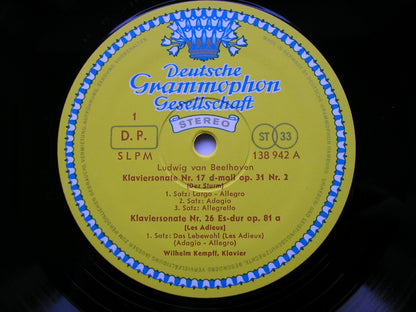 Deutsche
Grammophon
Gesellschaft
STEREO
1
D. P.
SLPM
ST 33
138 942 A
Ludwig van Beethoven
Klaviersonate Nr. 17 d-moll op. 31 Nr. 2
(Der Sturm)
1. Satz: Largo - Allegro
2. Satz: Adagio
3. Satz: Allegretto
Klaviersonate Nr. 26 Es-dur op. 81 a
(Les Adieux)
1. Satz: Das Lebewohl (Les Adieux)
(Adagio - Allegro)
Wilhelm Kempff, Klavier